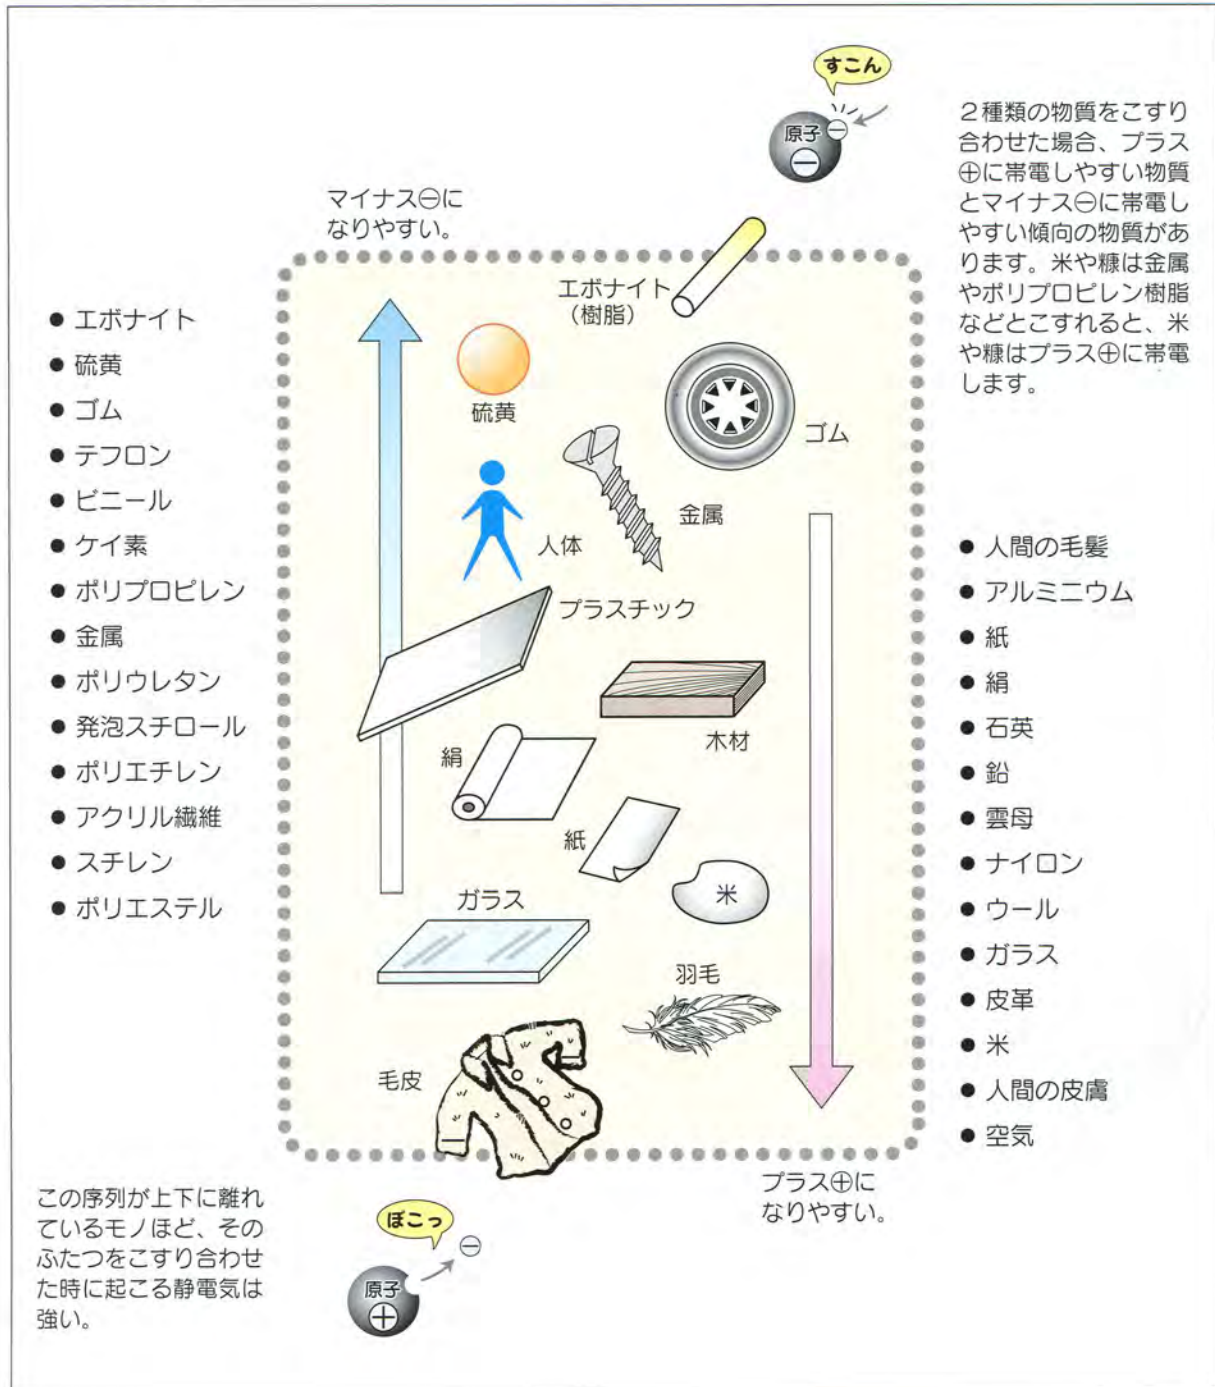 すこん
原子
⊖
⊖
2種類の物質をこすり
合わせた場合、プラス
⊕に帯電しやすい物質
とマイナス⊖に帯電し
やすい傾向の物質があ
ります。米や糠は金属
やポリプロピレン樹脂
などとこすれると、米
や糠はプラス⊕に帯電
します。
マイナス⊖に
なりやすい。
● エボナイト
● 硫黄
● ゴム
● テフロン
● ビニール
● ケイ素
● ポリプロピレン
● 金属
● ポリウレタン
● 発泡スチロール
● ポリエチレン
● アクリル繊維
● スチレン
● ポリエステル
エボナイト
（樹脂）
硫黄
ゴム
金属
人体
プラスチック
木材
絹
紙
米
ガラス
羽毛
毛皮
● 人間の毛髪
● アルミニウム
● 紙
● 絹
● 石英
● 鉛
● 雲母
● ナイロン
● ウール
● ガラス
● 皮革
● 米
● 人間の皮膚
● 空気
プラス⊕に
なりやすい。
この序列が上下に離れ
ているモノほど、その
ふたつをこすり合わせ
た時に起こる静電気は
強い。
ぽこっ
⊖
原子
⊕